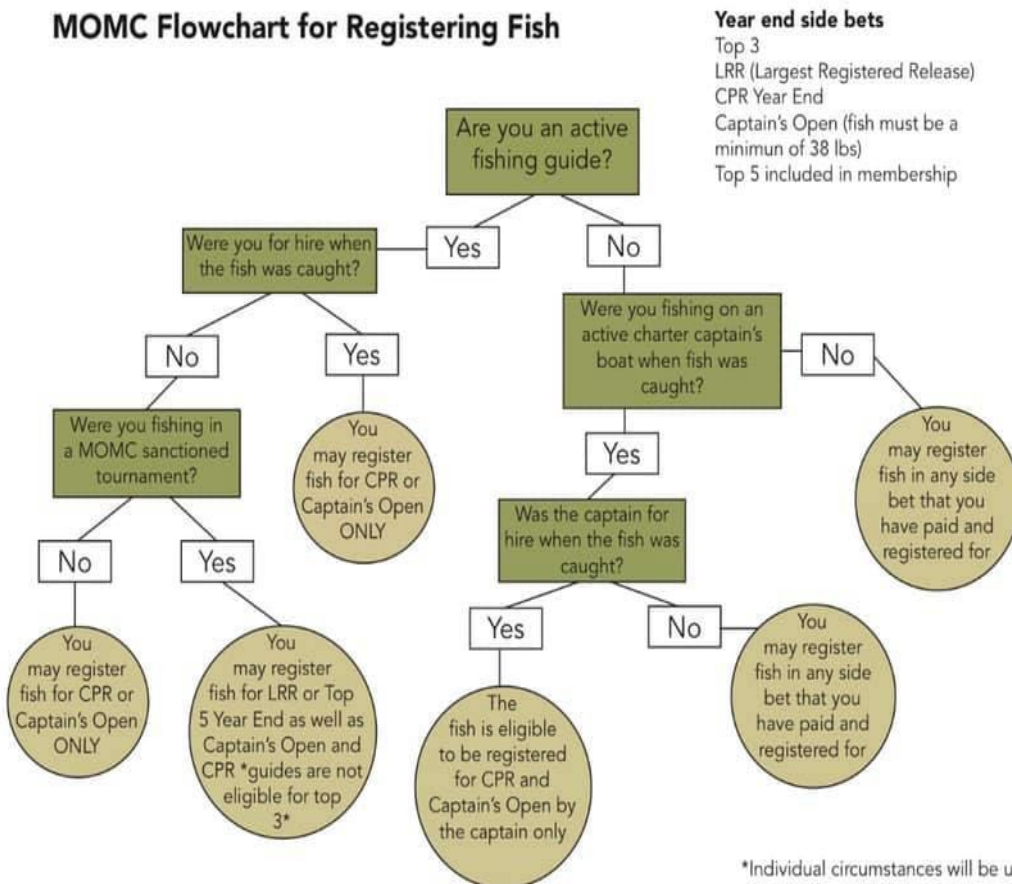 MOMC Flowchart for Registering Fish
Year end side bets
Top 3
LRR (Largest Registered Release)
CPR Year End
Captain's Open (fish must be a
minimun of 38 lbs)
Top 5 included in membership
Are you an active
fishing guide?
Yes
No
Were you for hire when
the fish was caught?
No
Yes
Were you fishing on an
active charter captain's
boat when fish was
caught?
No
Yes
Were you fishing in
a MOMC sanctioned
tournament?
You
may register
fish for CPR or
Captain's Open
ONLY
You
may register
fish in any side
bet that you
have paid and
registered for
Was the captain for
hire when the fish was
caught?
No
Yes
Yes
No
You
may register
fish for CPR or
Captain's Open
ONLY
You
may register
fish for LRR or Top
5 Year End as well as
Captain's Open and
CPR *guides are not
eligible for top
3*
The
fish is eligible
to be registered
for CPR and
Captain's Open by
the captain only
You
may register
fish in any side
bet that you
have paid and
registered for
*Individual circumstances will be